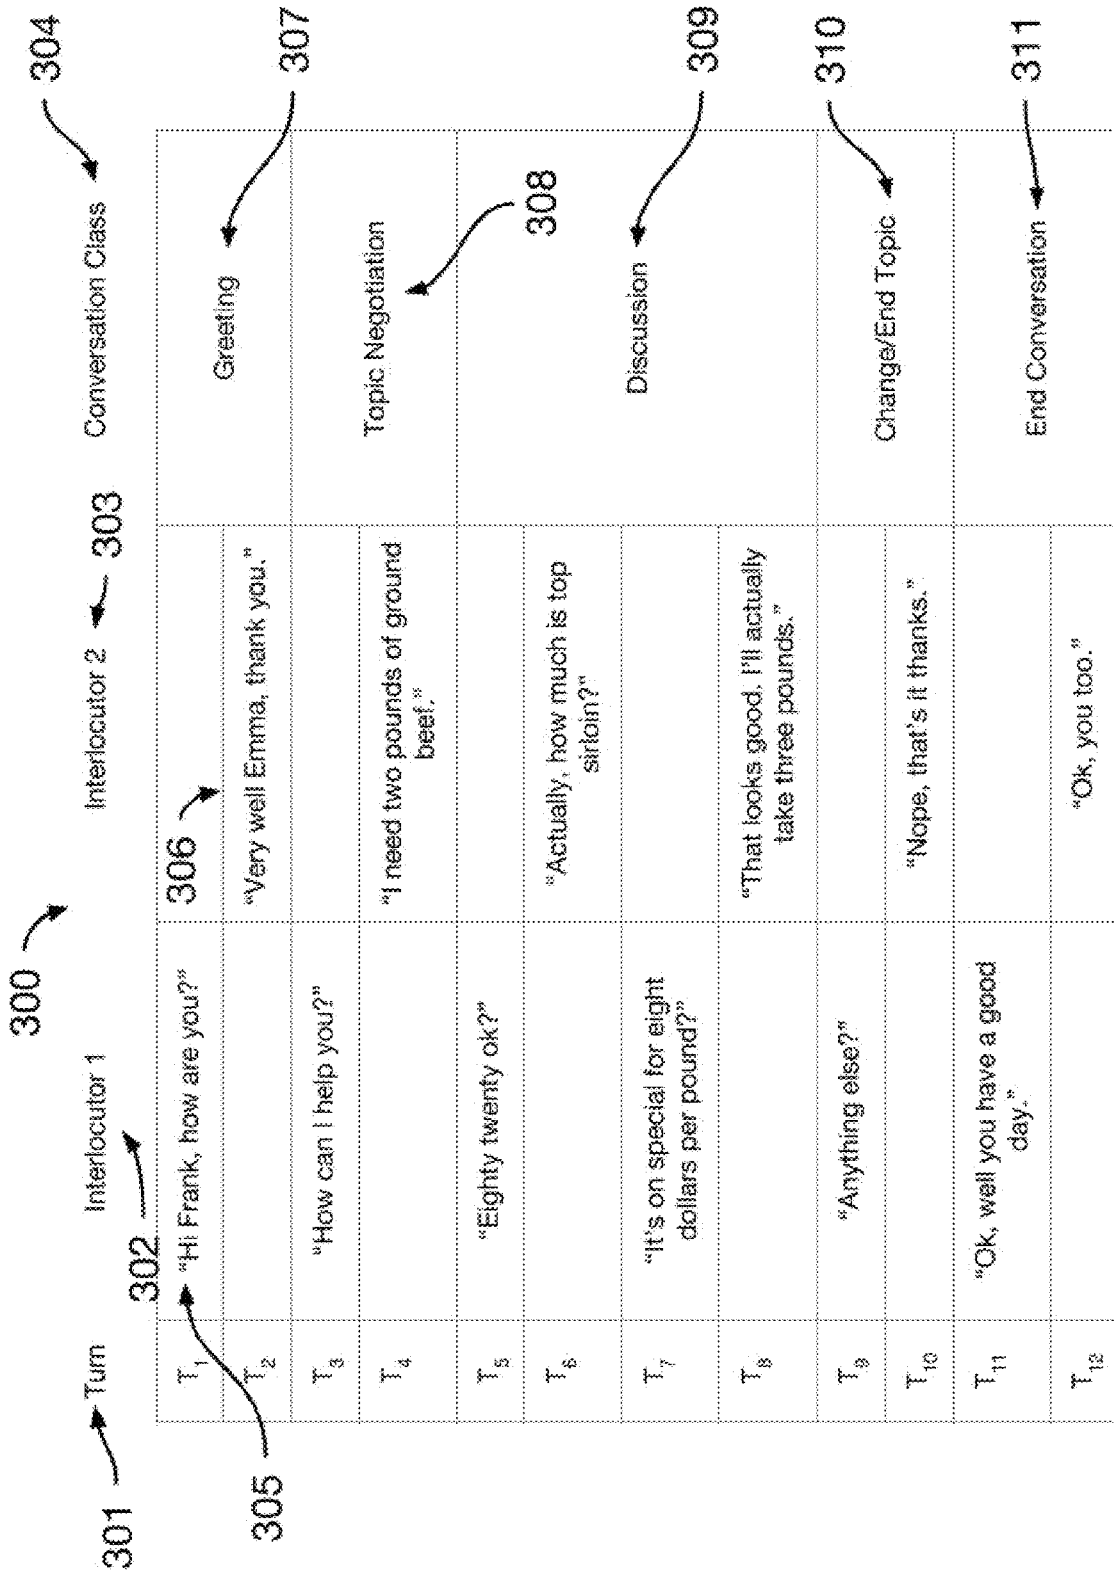 300
301
302
303
304
Turn
Interlocutor 1
Interlocutor 2
Conversation Class
305
306
T1
“Hi Frank, how are you?”
T2
“Very well Emma, thank you.”
Greeting
307
T3
“How can I help you?”
T4
“I need two pounds of ground
beef.”
Topic Negotiation
308
T5
“Eighty twenty ok?”
T6
“Actually, how much is top
sirloin?”
T7
“It's on special for eight
dollars per pound?”
T8
“That looks good. I'll actually
take three pounds.”
Discussion
309
T9
“Anything else?”
T10
“Nope, that's it thanks.”
Change/End Topic
310
T11
“Ok, well you have a good
day.”
T12
“Ok, you too.”
End Conversation
311